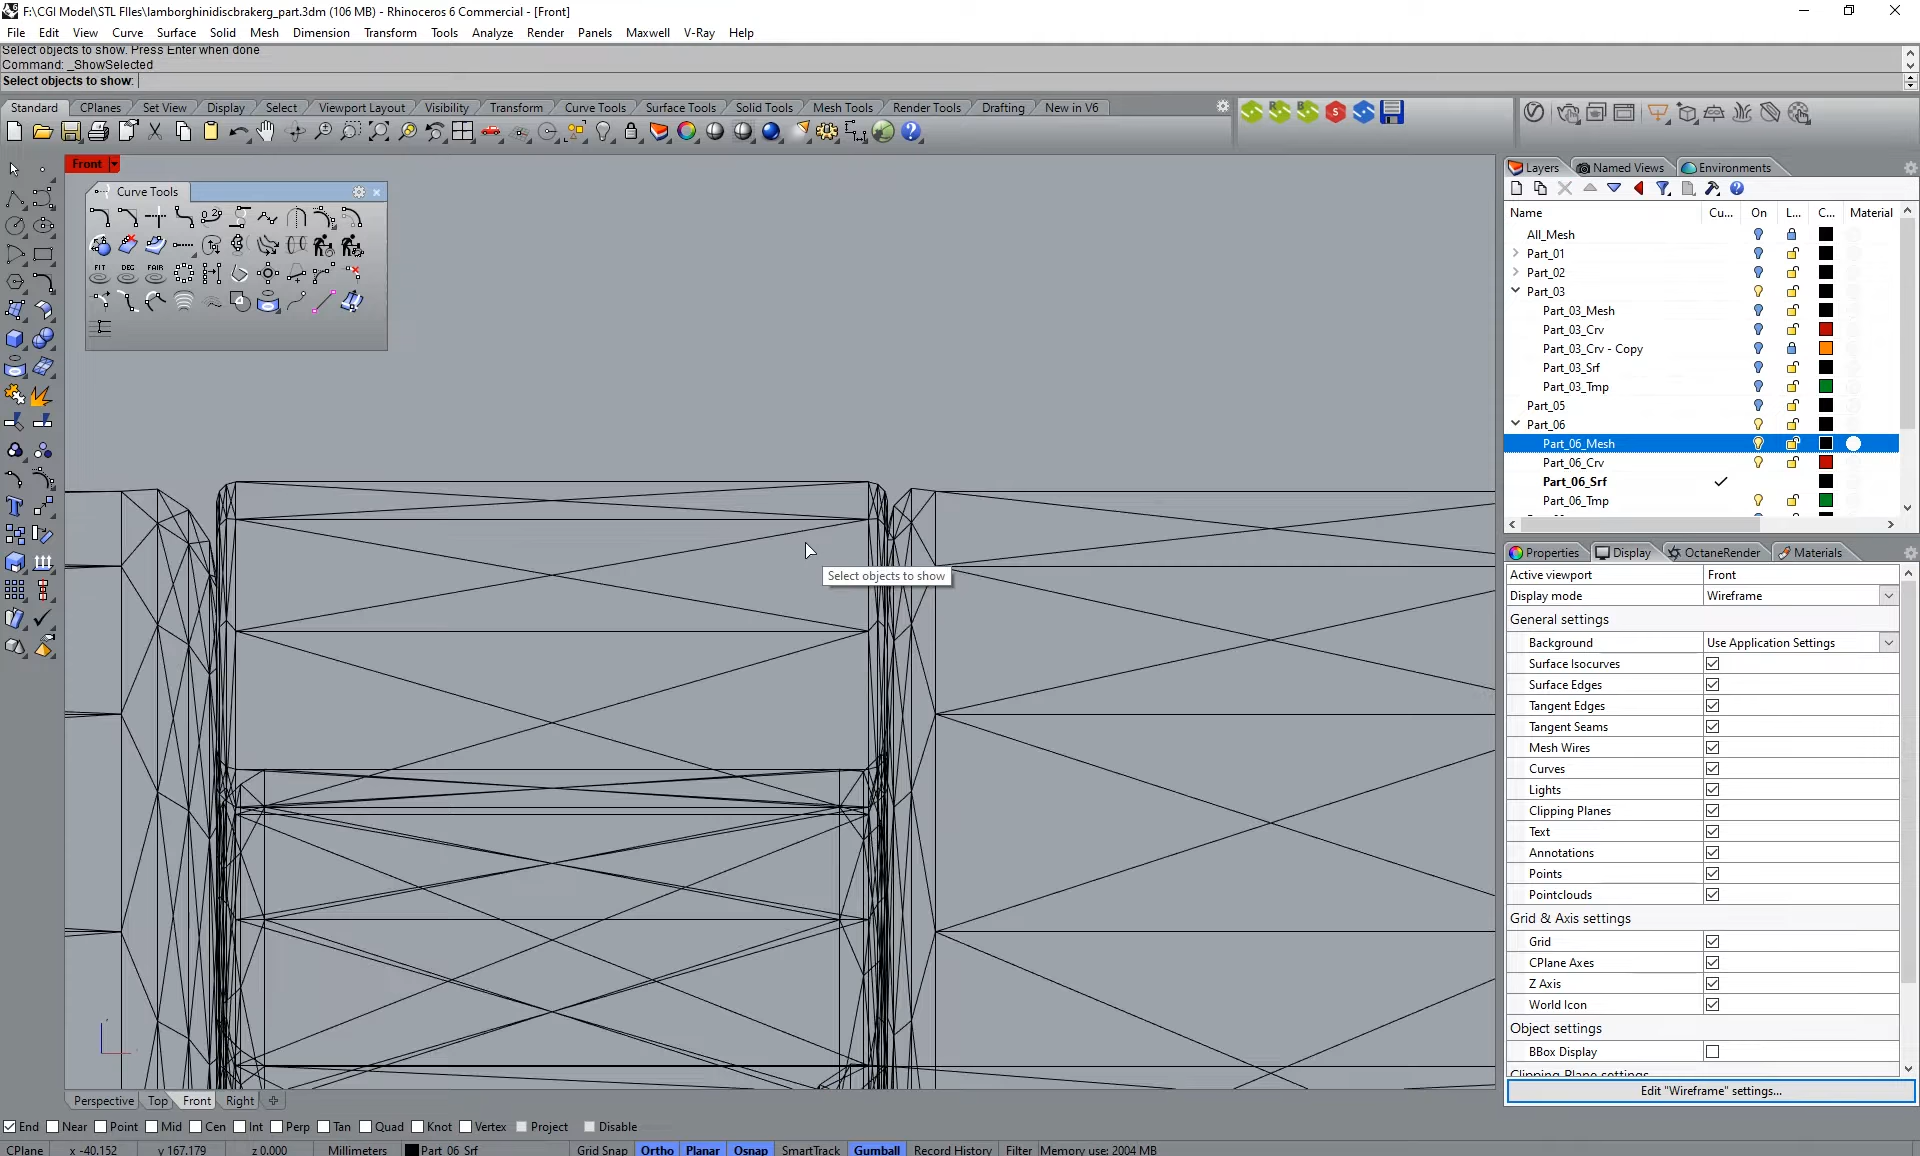 F:\CGI Model\STL FIles\lamborghinidiscbrakerg_part.3dm (106 MB) - Rhinoceros 6 Commercial - [Front]
File Edit View Curve Surface Solid Mesh Dimension Transform Tools Analyze Render Panels Maxwell V-Ray Help
Select objects to show. Press Enter when done
Command: _ShowSelected
Select objects to show:
Standard CPlanes Set View Display Select Viewport Layout Visibility Transform Curve Tools Surface Tools Solid Tools Mesh Tools Render Tools Drafting New in V6
Front
Curve Tools
FIT DEG FAIR
Select objects to show
Layers Named Views Environments
Name Cu... On L... C... Material
All_Mesh
Part_01
Part_02
Part_03
Part_03_Mesh
Part_03_Crv
Part_03_Crv - Copy
Part_03_Srf
Part_03_Tmp
Part_05
Part_06
Part_06_Mesh
Part_06_Crv
Part_06_Srf
Part_06_Tmp
Properties Display OctaneRender Materials
Active viewport Front
Display mode Wireframe
General settings
Background Use Application Settings
Surface Isocurves
Surface Edges
Tangent Edges
Tangent Seams
Mesh Wires
Curves
Lights
Clipping Planes
Text
Annotations
Points
Pointclouds
Grid & Axis settings
Grid
CPlane Axes
Z Axis
World Icon
Object settings
BBox Display
Clipping Plane settings
Edit "Wireframe" settings...
Perspective Top Front Right
End Near Point Mid Cen Int Perp Tan Quad Knot Vertex Project Disable
CPlane x -40.152 y 167.179 z 0.000 Millimeters Part_06_Srf Grid Snap Ortho Planar Osnap SmartTrack Gumball Record History Filter Memory use: 2004 MB